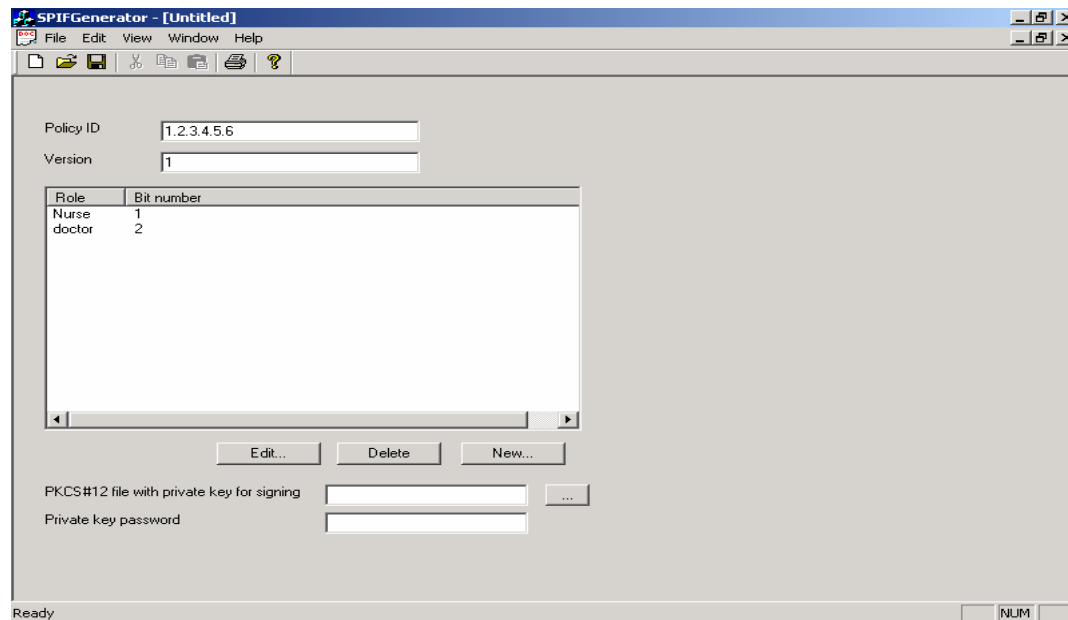 SPIFGenerator - [Untitled]
File Edit View Window Help
Policy ID 1.2.3.4.5.6
Version 1
Role Bit number
Nurse 1
doctor 2
Edit... Delete New...
PKCS#12 file with private key for signing ...
Private key password
Ready NUM